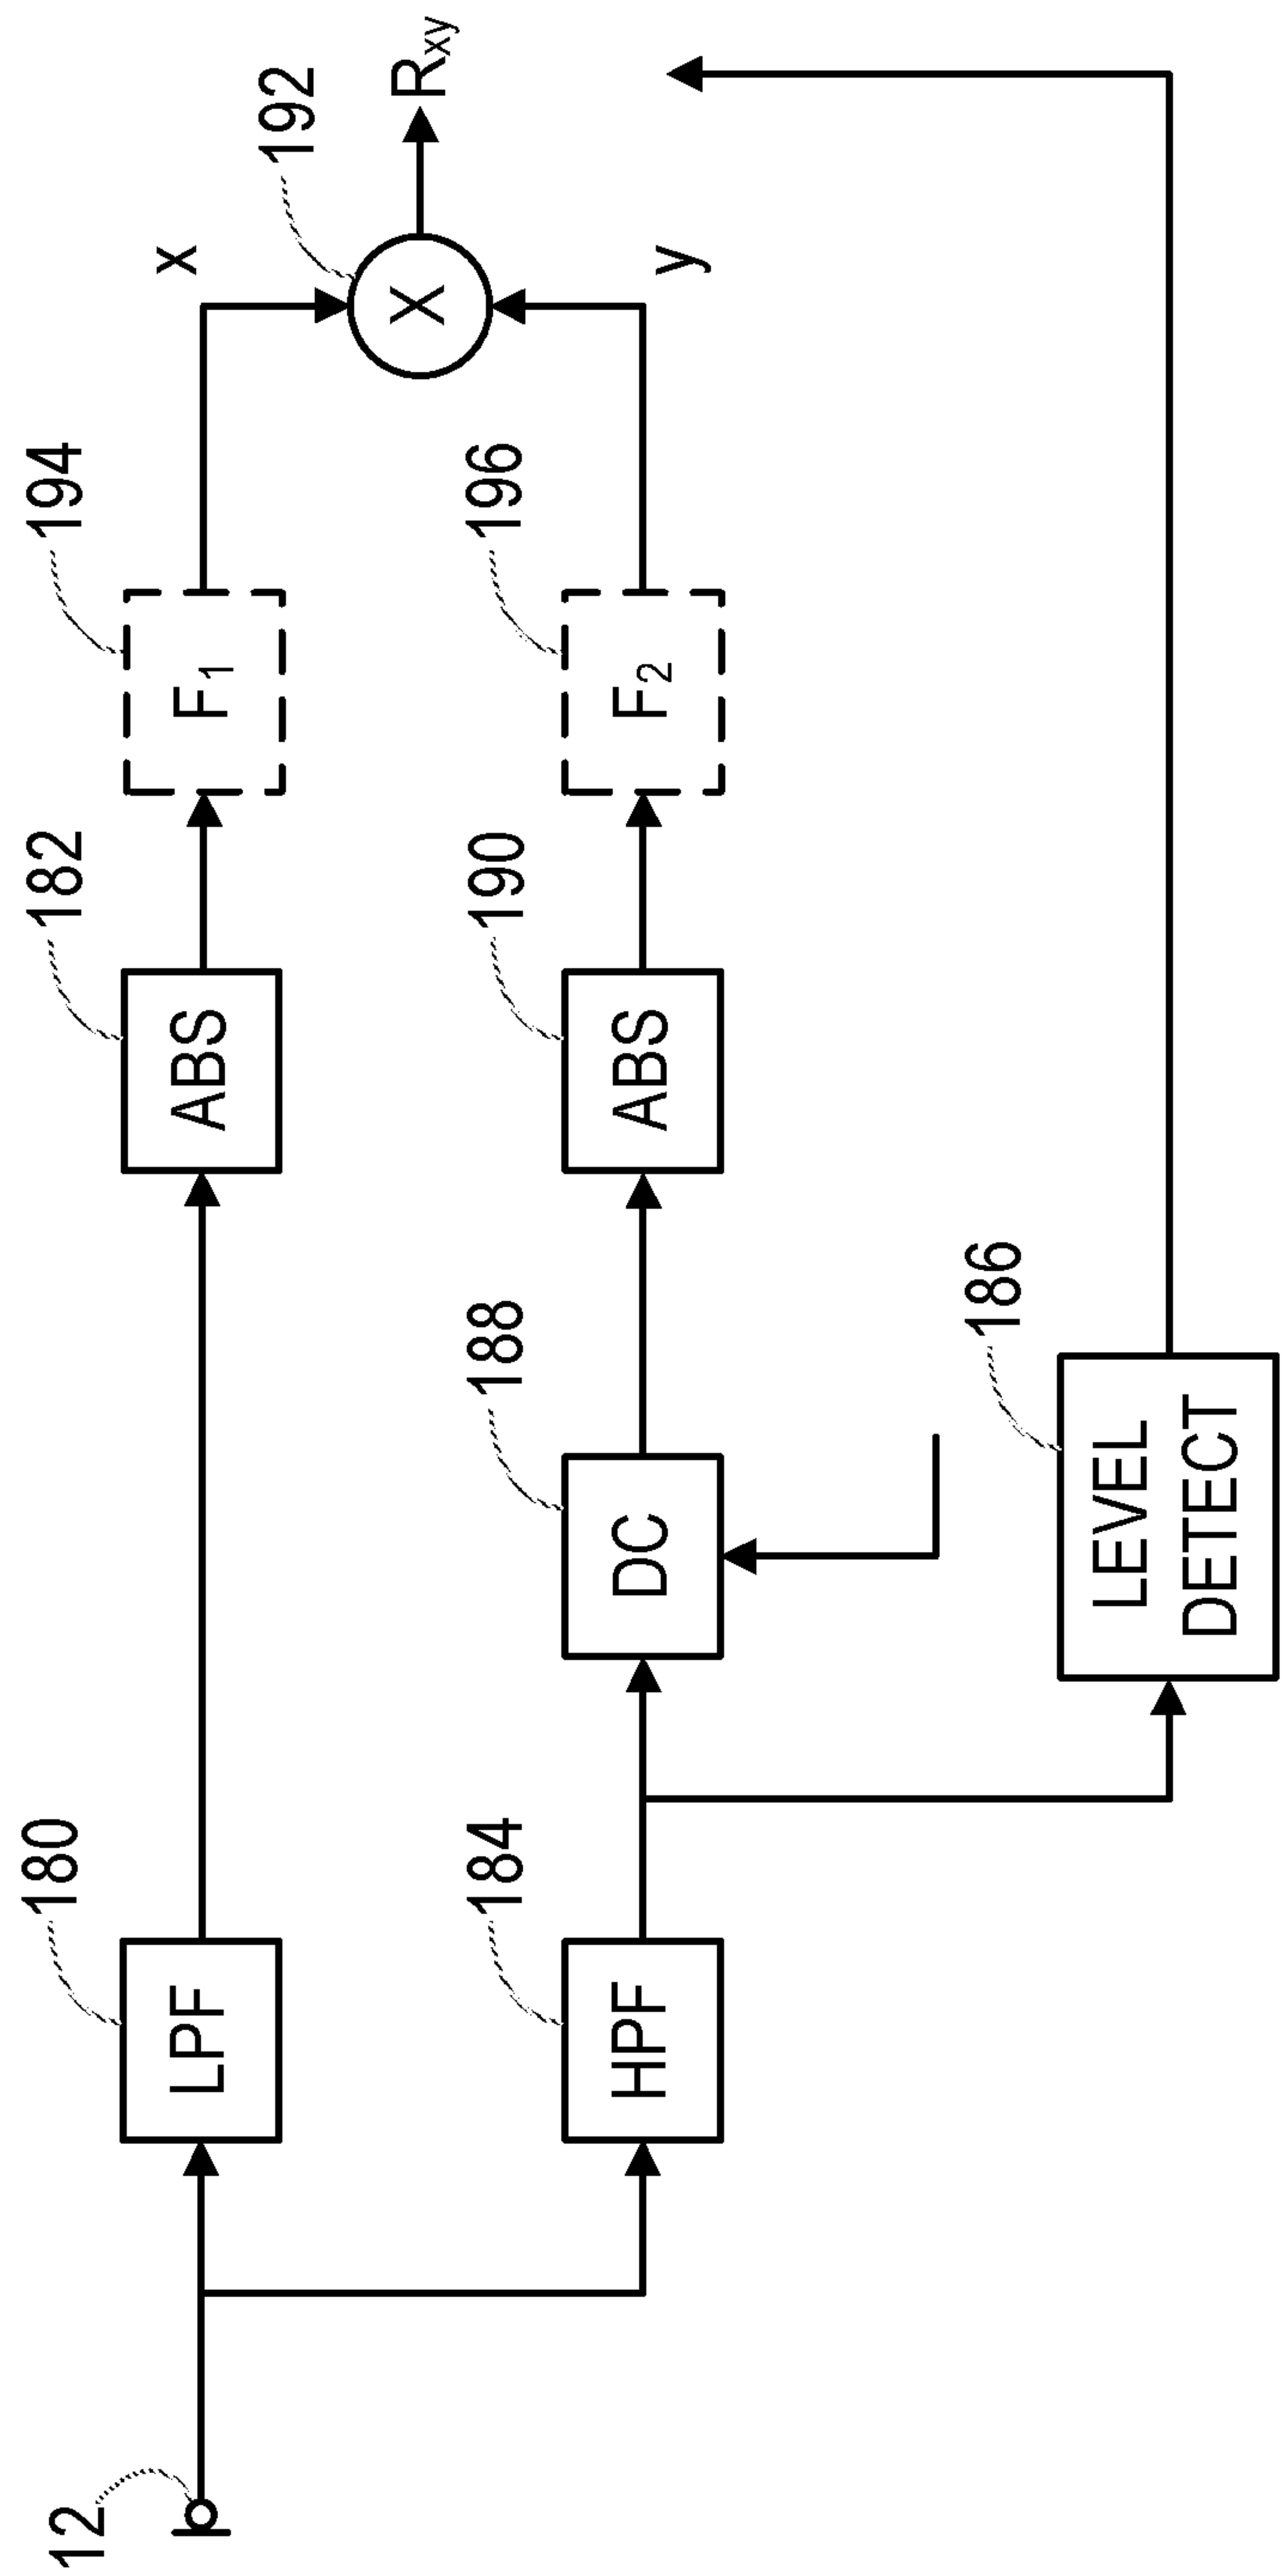 12
180
LPF
182
ABS
194
F1
x
192
X
Rxy
184
HPF
188
DC
190
ABS
196
F2
y
186
LEVEL
DETECT